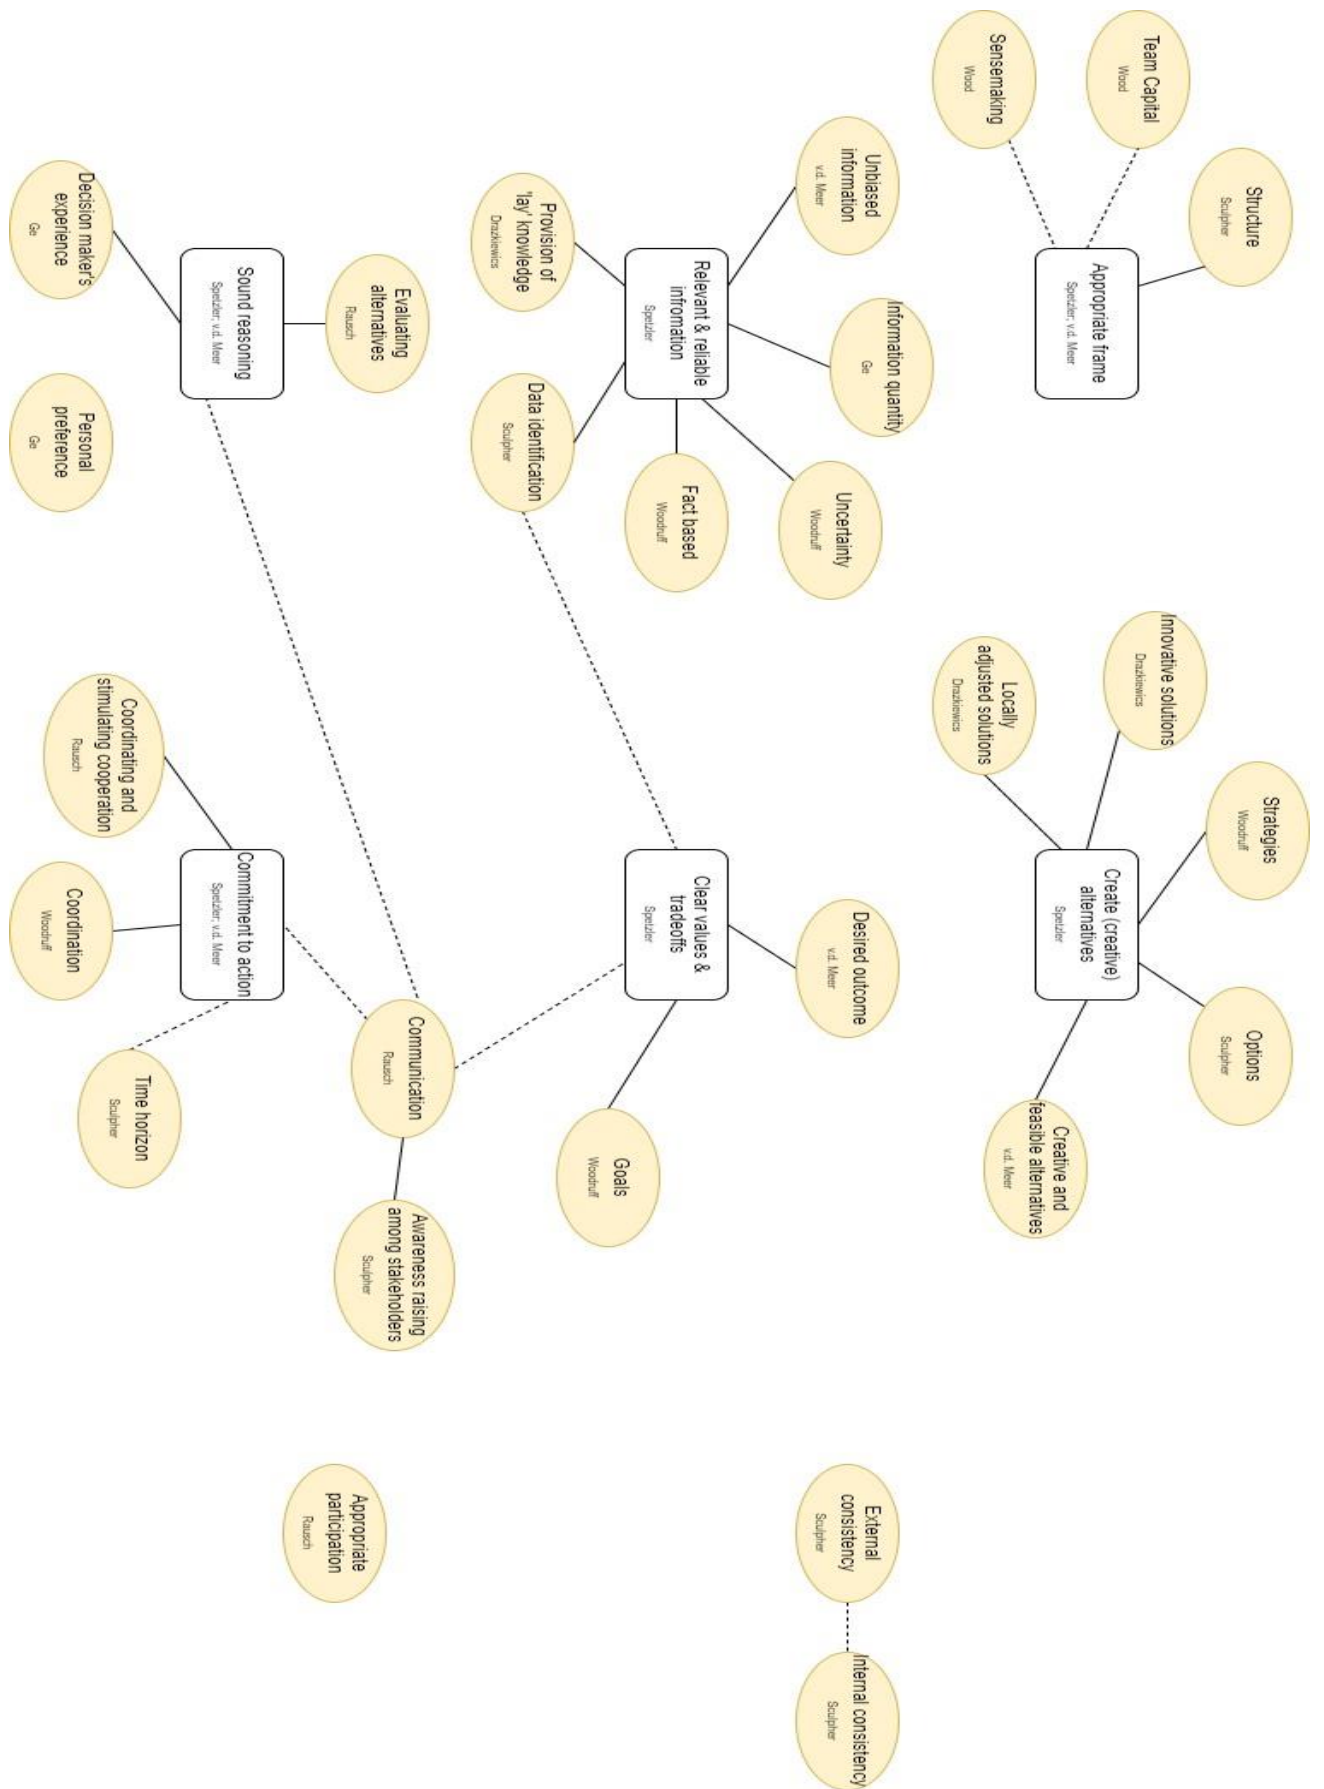 Structure
Sculpher
Team Capital
Wood
Sensemaking
Wood
Appropriate frame
Spetzler; v.d. Meer
Strategies
Woodruff
Options
Sculpher
Innovative solutions
Drazkiewics
Locally
adjusted solutions
Drazkiewics
Create (creative)
alternatives
Spetzler
Creative and
feasible alternatives
v.d. Meer
Unbiased
information
v.d. Meer
Information quantity
Ge
Uncertainty
Woodruff
Relevant & reliable
infromation
Spetzler
Fact based
Woodruff
Provision of
'lay' knowledge
Drazkiewics
Data identification
Sculpher
Desired outcome
v.d. Meer
Clear values &
tradeoffs
Spetzler
Goals
Woodruff
External
consistency
Sculpher
Internal consistency
Sculpher
Evaluating
alternatives
Rausch
Sound reasoning
Spetzler; v.d. Meer
Decision maker's
experience
Ge
Personal
preference
Ge
Communication
Rausch
Awareness raising
among stakeholders
Sculpher
Commitment to action
Spetzler; v.d. Meer
Coordinating and
stimulating cooperation
Rausch
Coordination
Woodruff
Time horizon
Sculpher
Appropriate
participation
Rausch